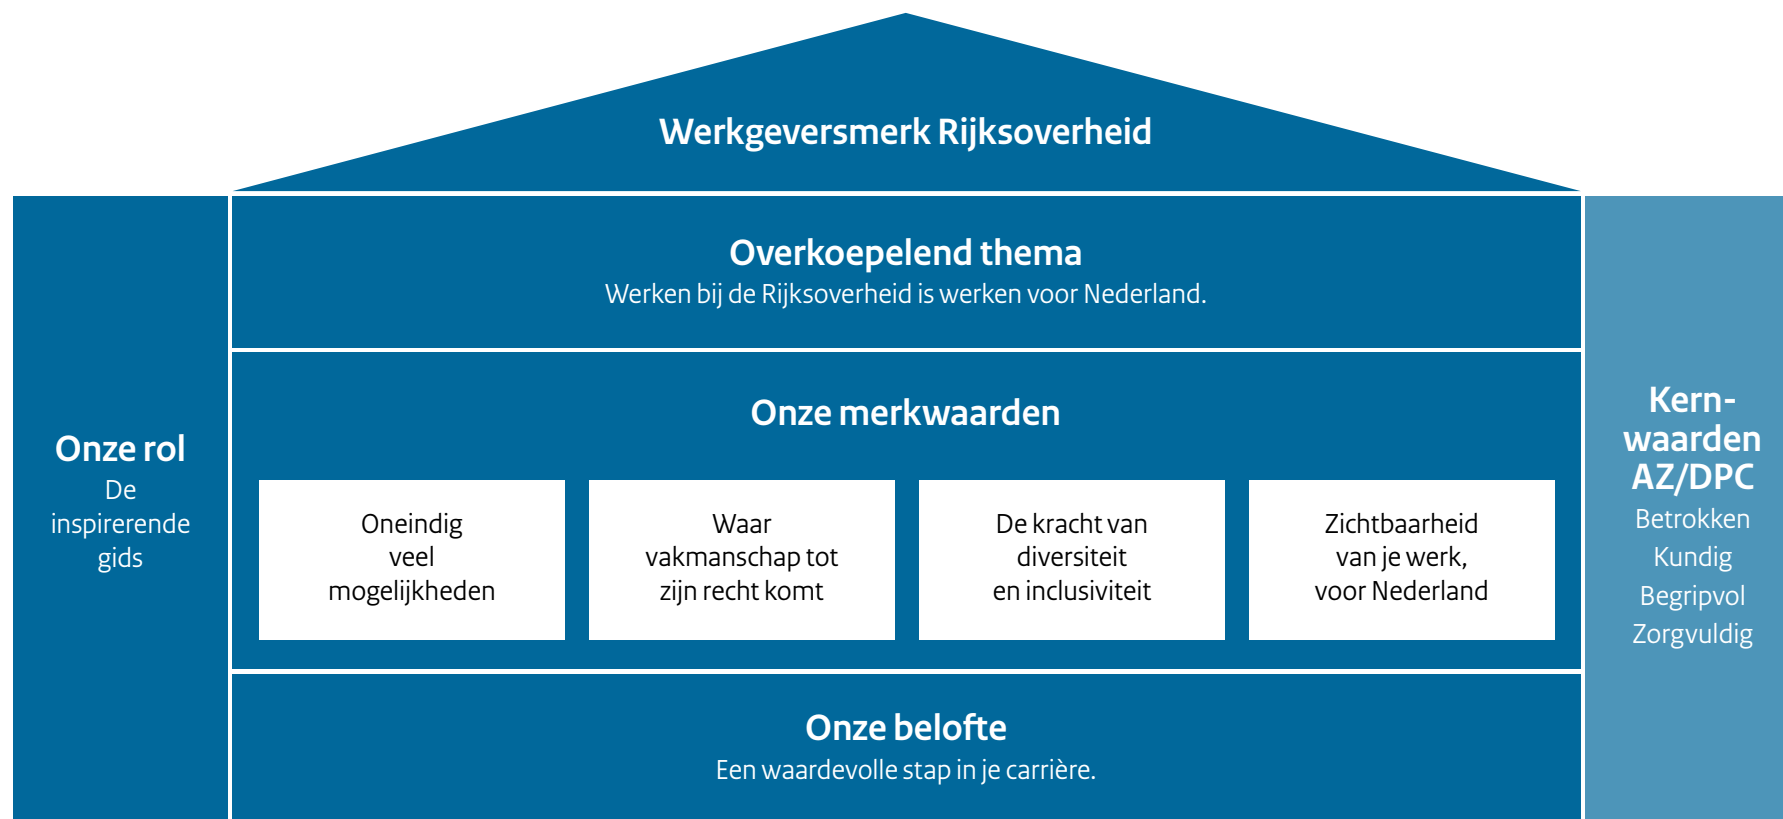 Werkgeversmerk Rijksoverheid
Overkoepelend thema
Werken bij de Rijksoverheid is werken voor Nederland.
Onze rol
De
inspirerende
gids
Onze merkwaarden
Oneindig
veel
mogelijkheden
Waar
vakmanschap tot
zijn recht komt
De kracht van
diversiteit
en inclusiviteit
Zichtbaarheid
van je werk,
voor Nederland
Onze belofte
Een waardevolle stap in je carrière.
Kern-
waarden
AZ/DPC
Betrokken
Kundig
Begripvol
Zorgvuldig